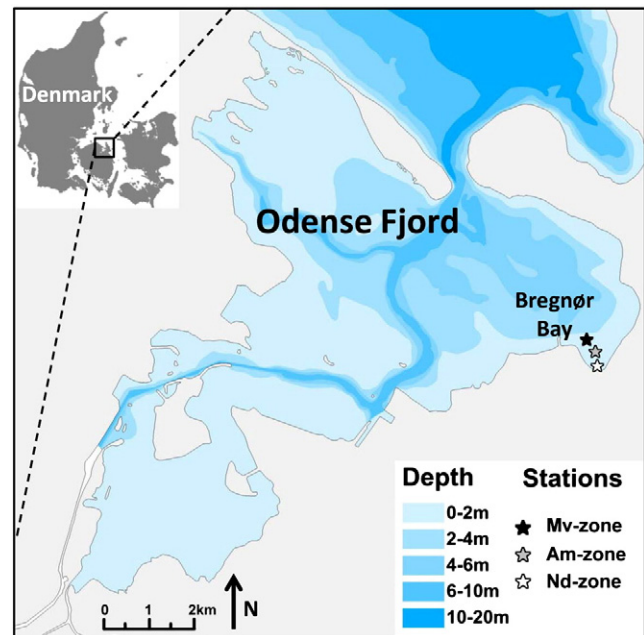 Denmark
Odense Fjord
Bregnør
Bay
Depth
0-2m
2-4m
4-6m
6-10m
10-20m
Stations
Mv-zone
Am-zone
Nd-zone
0 1 2km
N